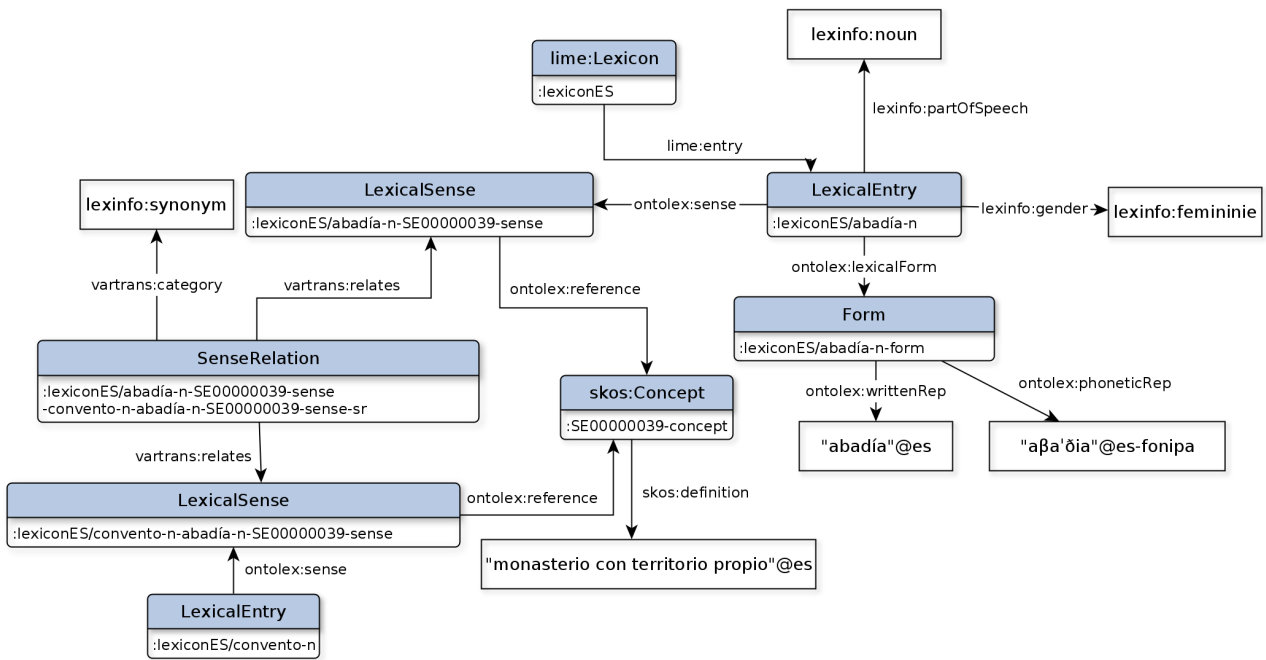 lexinfo:noun
lime:Lexicon
:lexiconES
lexinfo:partOfSpeech
lime:entry
LexicalSense
:lexiconES/abadía-n-SE00000039-sense
ontolex:sense
LexicalEntry
:lexiconES/abadía-n
lexinfo:gender
lexinfo:femininie
lexinfo:synonym
vartrans:category
vartrans:relates
ontolex:reference
ontolex:lexicalForm
Form
:lexiconES/abadía-n-form
SenseRelation
:lexiconES/abadía-n-SE00000039-sense
-convento-n-abadía-n-SE00000039-sense-sr
skos:Concept
:SE00000039-concept
ontolex:writtenRep
ontolex:phoneticRep
"abadía"@es
"aβaˈðia"@es-fonipa
vartrans:relates
LexicalSense
:lexiconES/convento-n-abadía-n-SE00000039-sense
ontolex:reference
skos:definition
"monasterio con territorio propio"@es
ontolex:sense
LexicalEntry
:lexiconES/convento-n